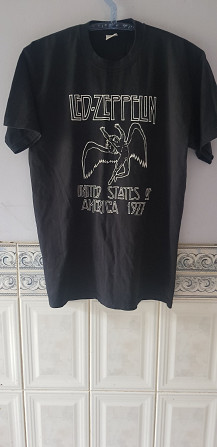 LED-ZEPPELIN
UNITED STATES OF
AMERICA 1977